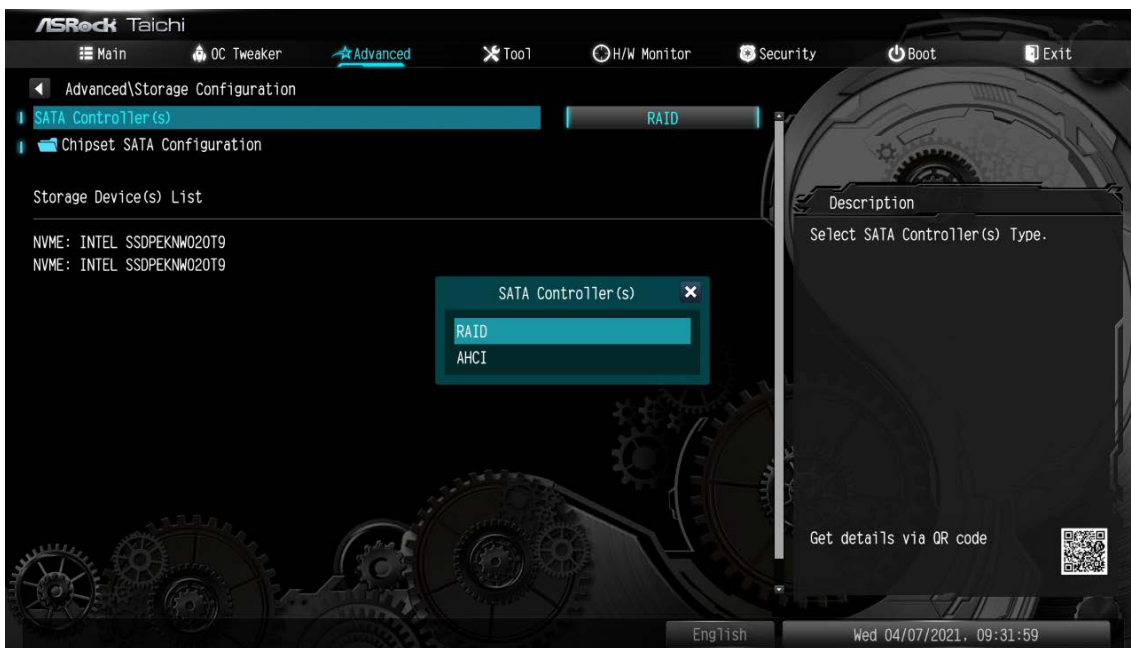 ASRock Taichi
Main OC Tweaker Advanced Tool H/W Monitor Security Boot Exit
Advanced\Storage Configuration
SATA Controller(s) RAID
Chipset SATA Configuration
Storage Device(s) List
NVME: INTEL SSDPEKNW020T9
NVME: INTEL SSDPEKNW020T9
SATA Controller(s)
RAID
AHCI
Description
Select SATA Controller(s) Type.
Get details via QR code
English Wed 04/07/2021, 09:31:59